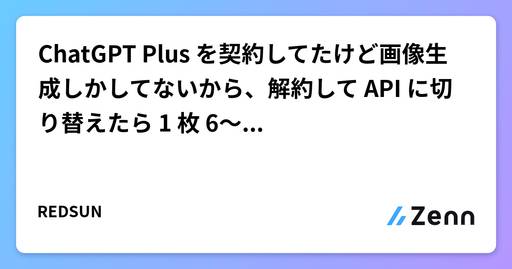 ChatGPT Plus を契約してたけど画像生
成しかしてないから、解約して API に切
り替えたら 1 枚 6〜...
REDSUN
Zenn